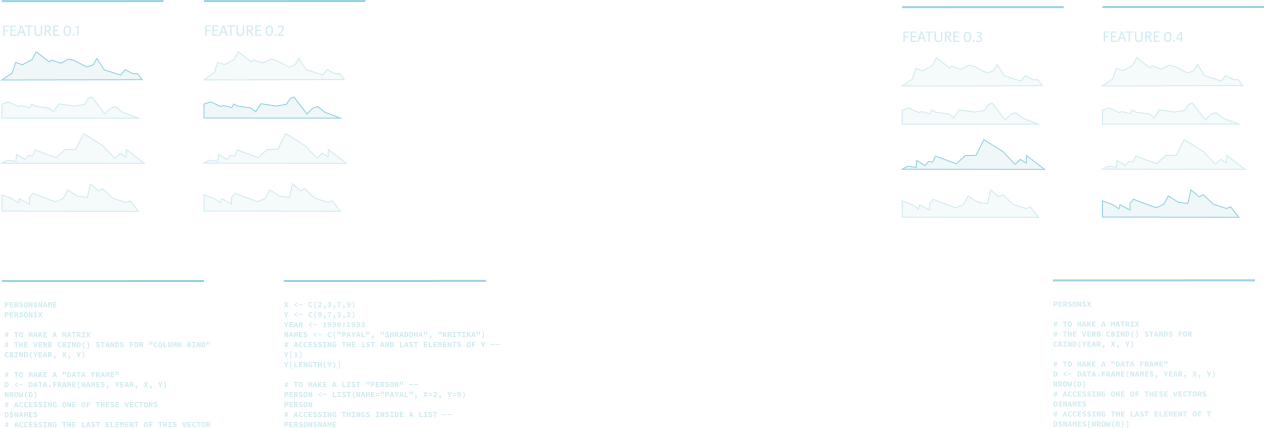 FEATURE 0.1
FEATURE 0.2
FEATURE 0.3
FEATURE 0.4
PERSON$NAME
PERSON$X
# TO MAKE A MATRIX
# THE VERB CBIND() STANDS FOR "COLUMN BIND"
CBIND(YEAR, X, Y)
# TO MAKE A "DATA FRAME"
D <- DATA.FRAME(NAMES, YEAR, X, Y)
NROW(D)
# ACCESSING ONE OF THESE VECTORS
D$NAMES
# ACCESSING THE LAST ELEMENT OF THIS VECTOR
X <- C(2,3,7,9)
Y <- C(9,7,3,2)
YEAR <- 1990:1993
NAMES <- C("PAYAL", "SHRADDHA", "KRITIKA")
# ACCESSING THE 1ST AND LAST ELEMENTS OF Y --
Y[1]
Y[LENGTH(Y)]
# TO MAKE A LIST "PERSON" --
PERSON <- LIST(NAME="PAYAL", X=2, Y=9)
PERSON
# ACCESSING THINGS INSIDE A LIST --
PERSON$NAME
PERSON$X
# TO MAKE A MATRIX
# THE VERB CBIND() STANDS FOR
CBIND(YEAR, X, Y)
# TO MAKE A "DATA FRAME"
D <- DATA.FRAME(NAMES, YEAR, X, Y)
NROW(D)
# ACCESSING ONE OF THESE VECTORS
D$NAMES
# ACCESSING THE LAST ELEMENT OF T
D$NAMES[NROW(D)]